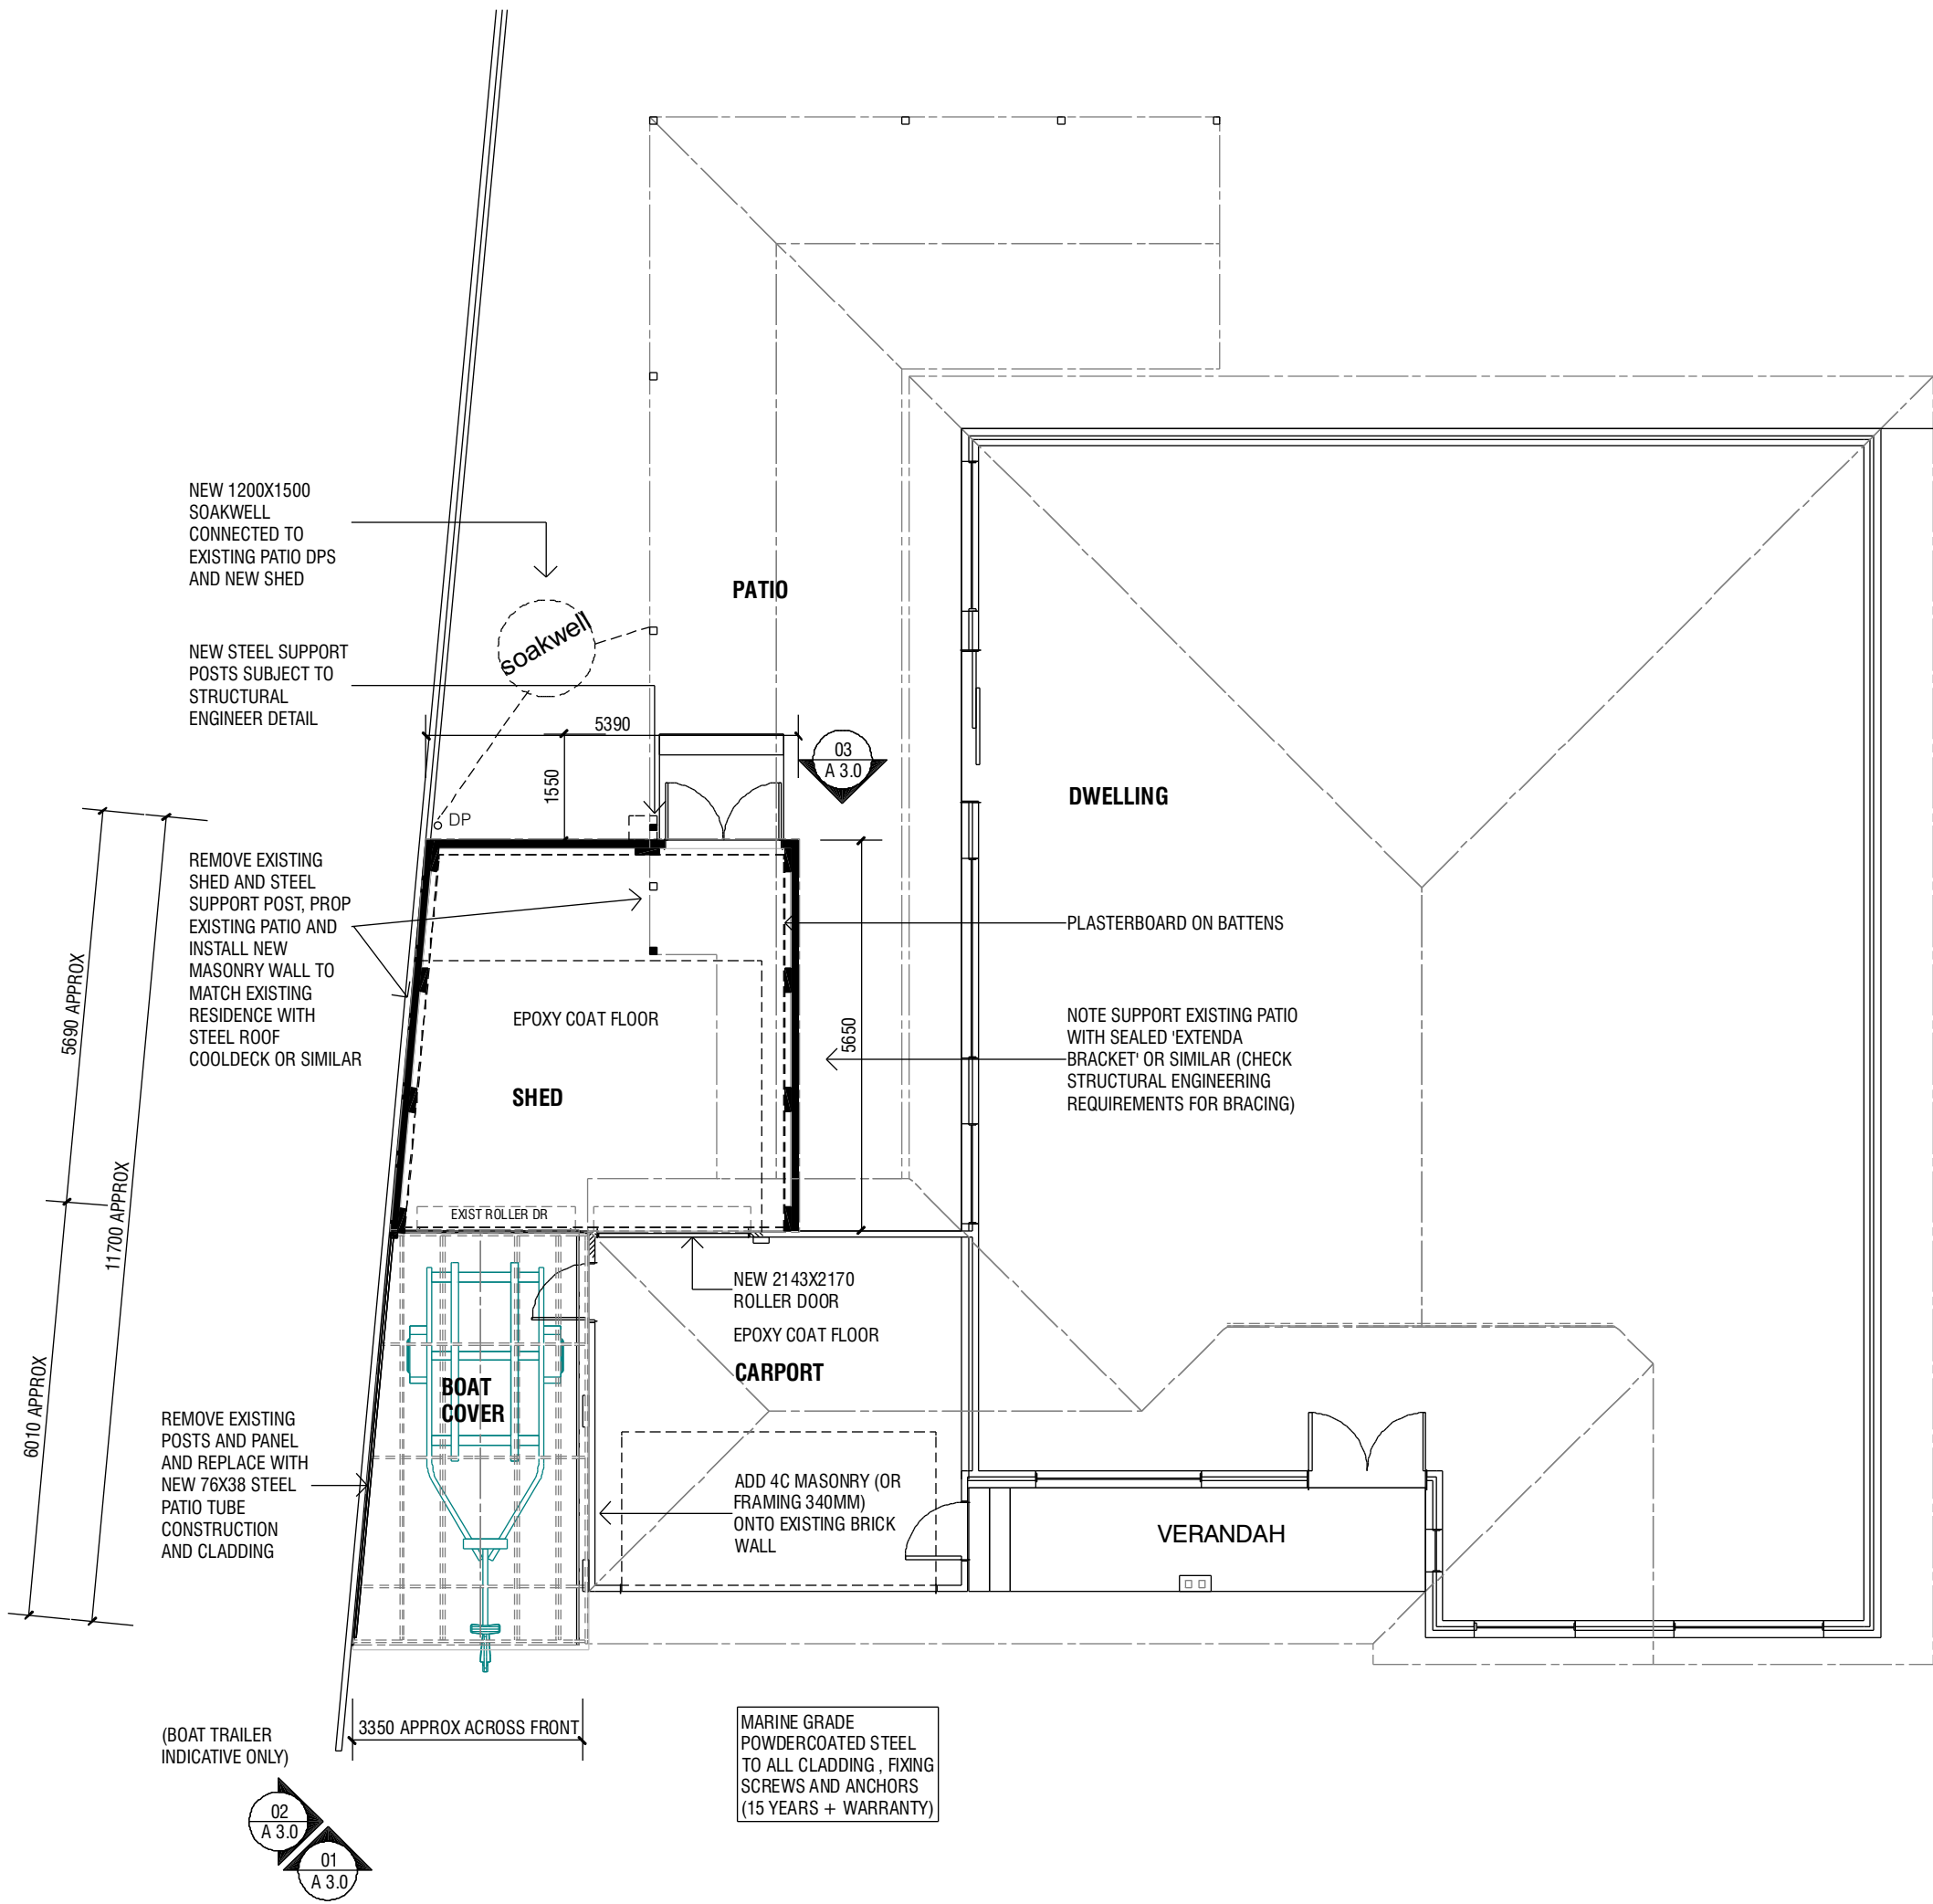 NEW 1200X1500
SOAKWELL
CONNECTED TO
EXISTING PATIO DPS
AND NEW SHED
PATIO
soakwell
NEW STEEL SUPPORT
POSTS SUBJECT TO
STRUCTURAL
ENGINEER DETAIL
5390
1550
03
A 3.0
DWELLING
DP
REMOVE EXISTING
SHED AND STEEL
SUPPORT POST, PROP
EXISTING PATIO AND
INSTALL NEW
MASONRY WALL TO
MATCH EXISTING
RESIDENCE WITH
STEEL ROOF
COOLDECK OR SIMILAR
PLASTERBOARD ON BATTENS
5690 APPROX
11700 APPROX
6010 APPROX
EPOXY COAT FLOOR
5650
NOTE SUPPORT EXISTING PATIO
WITH SEALED 'EXTENDA
BRACKET' OR SIMILAR (CHECK
STRUCTURAL ENGINEERING
REQUIREMENTS FOR BRACING)
SHED
EXIST ROLLER DR
NEW 2143X2170
ROLLER DOOR
EPOXY COAT FLOOR
CARPORT
BOAT
COVER
REMOVE EXISTING
POSTS AND PANEL
AND REPLACE WITH
NEW 76X38 STEEL
PATIO TUBE
CONSTRUCTION
AND CLADDING
ADD 4C MASONRY (OR
FRAMING 340MM)
ONTO EXISTING BRICK
WALL
VERANDAH
3350 APPROX ACROSS FRONT
(BOAT TRAILER
INDICATIVE ONLY)
MARINE GRADE
POWDERCOATED STEEL
TO ALL CLADDING , FIXING
SCREWS AND ANCHORS
(15 YEARS + WARRANTY)
02
A 3.0
01
A 3.0